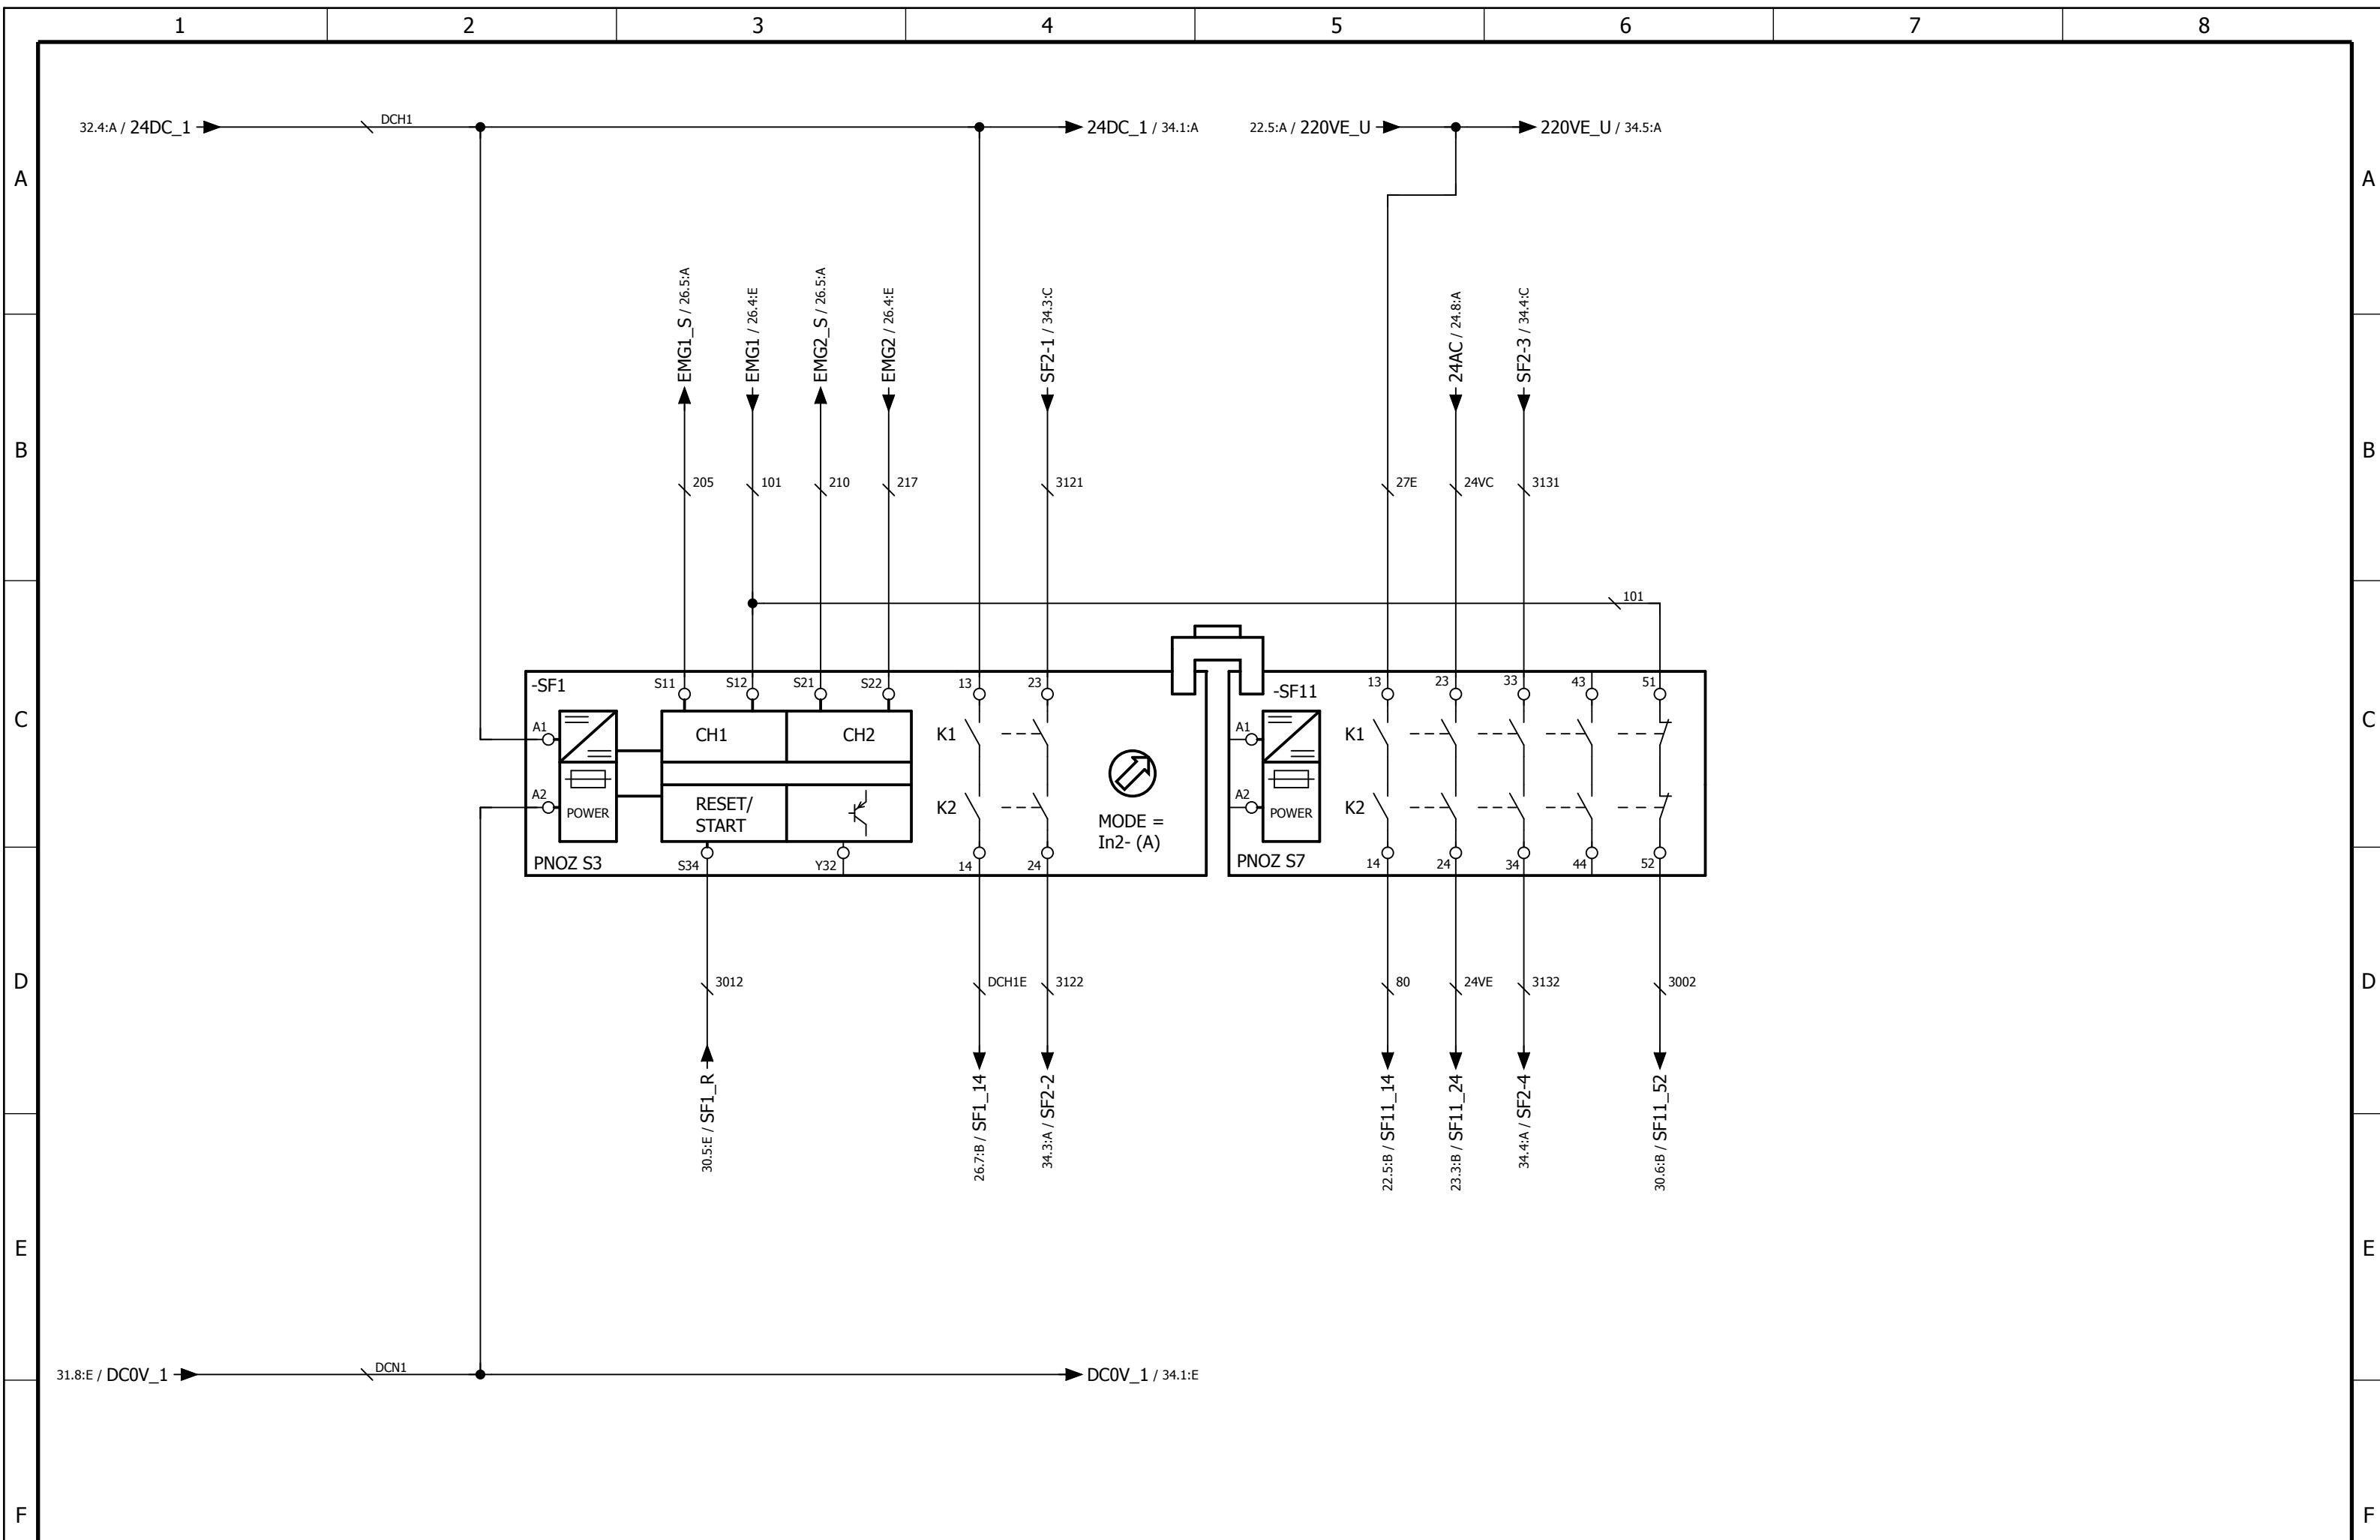 1 2 3 4 5 6 7 8
32.4:A / 24DC_1
DCH1
24DC_1 / 34.1:A
22.5:A / 220VE_U
220VE_U / 34.5:A
A A
EMG1_S / 26.5:A
EMG1 / 26.4:E
EMG2_S / 26.5:A
EMG2 / 26.4:E
SF2-1 / 34.3:C
24AC / 24.8:A
SF2-3 / 34.4:C
B B
205 101 210 217 3121 27E 24VC 3131
101
-SF1 S11 S12 S21 S22 13 23
-SF11 13 23 33 43 51
C C
A1 CH1 CH2 K1
A1 K1
A2 POWER RESET/
START
K2
MODE =
In2- (A)
A2 POWER K2
PNOZ S3 S34 Y32 14 24
PNOZ S7 14 24 34 44 52
D D
3012 DCH1E 3122 80 24VE 3132 3002
30.5:E / SF1_R
26.7:B / SF1_14
34.3:A / SF2-2
22.5:B / SF11_14
23.3:B / SF11_24
34.4:A / SF2-4
30.6:B / SF11_52
E E
31.8:E / DC0V_1
DCN1
DC0V_1 / 34.1:E
F F